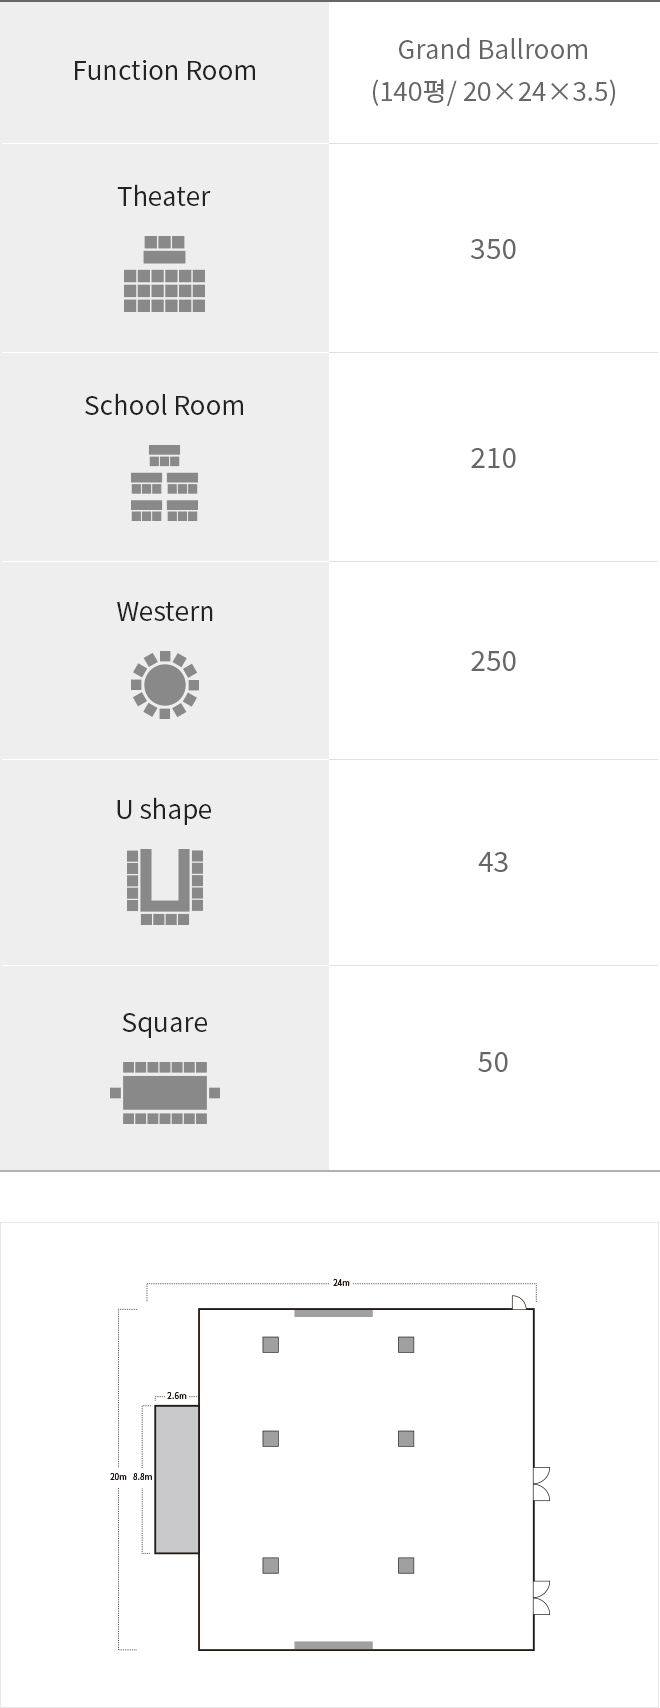 Function Room
Grand Ballroom
(140평/ 20×24×3.5)
Theater
350
School Room
210
Western
250
U shape
43
Square
50
24m
2.6m
20m
8.8m